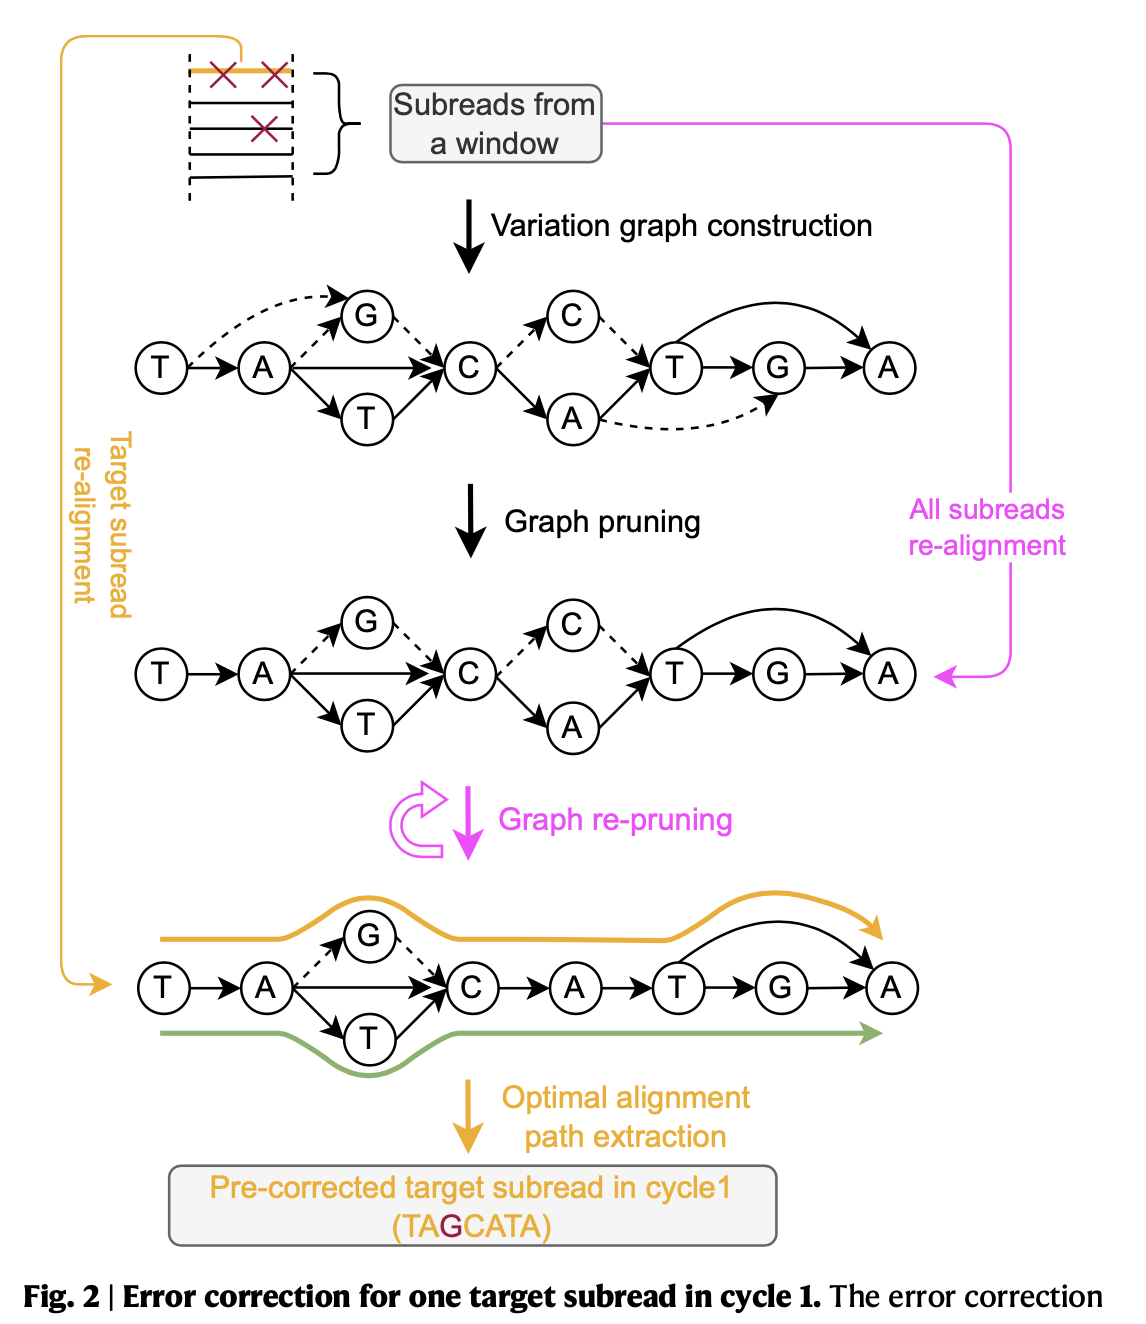 Subreads from
a window
Variation graph construction
G
C
T
A
C
T
G
A
T
A
Target subread
re-alignment
Graph pruning
All subreads
re-alignment
G
C
T
A
C
T
G
A
T
A
Graph re-pruning
G
T
A
C
A
T
G
A
T
Optimal alignment
path extraction
Pre-corrected target subread in cycle1
(TAGCATA)
Fig. 2 | Error correction for one target subread in cycle 1. The error correction